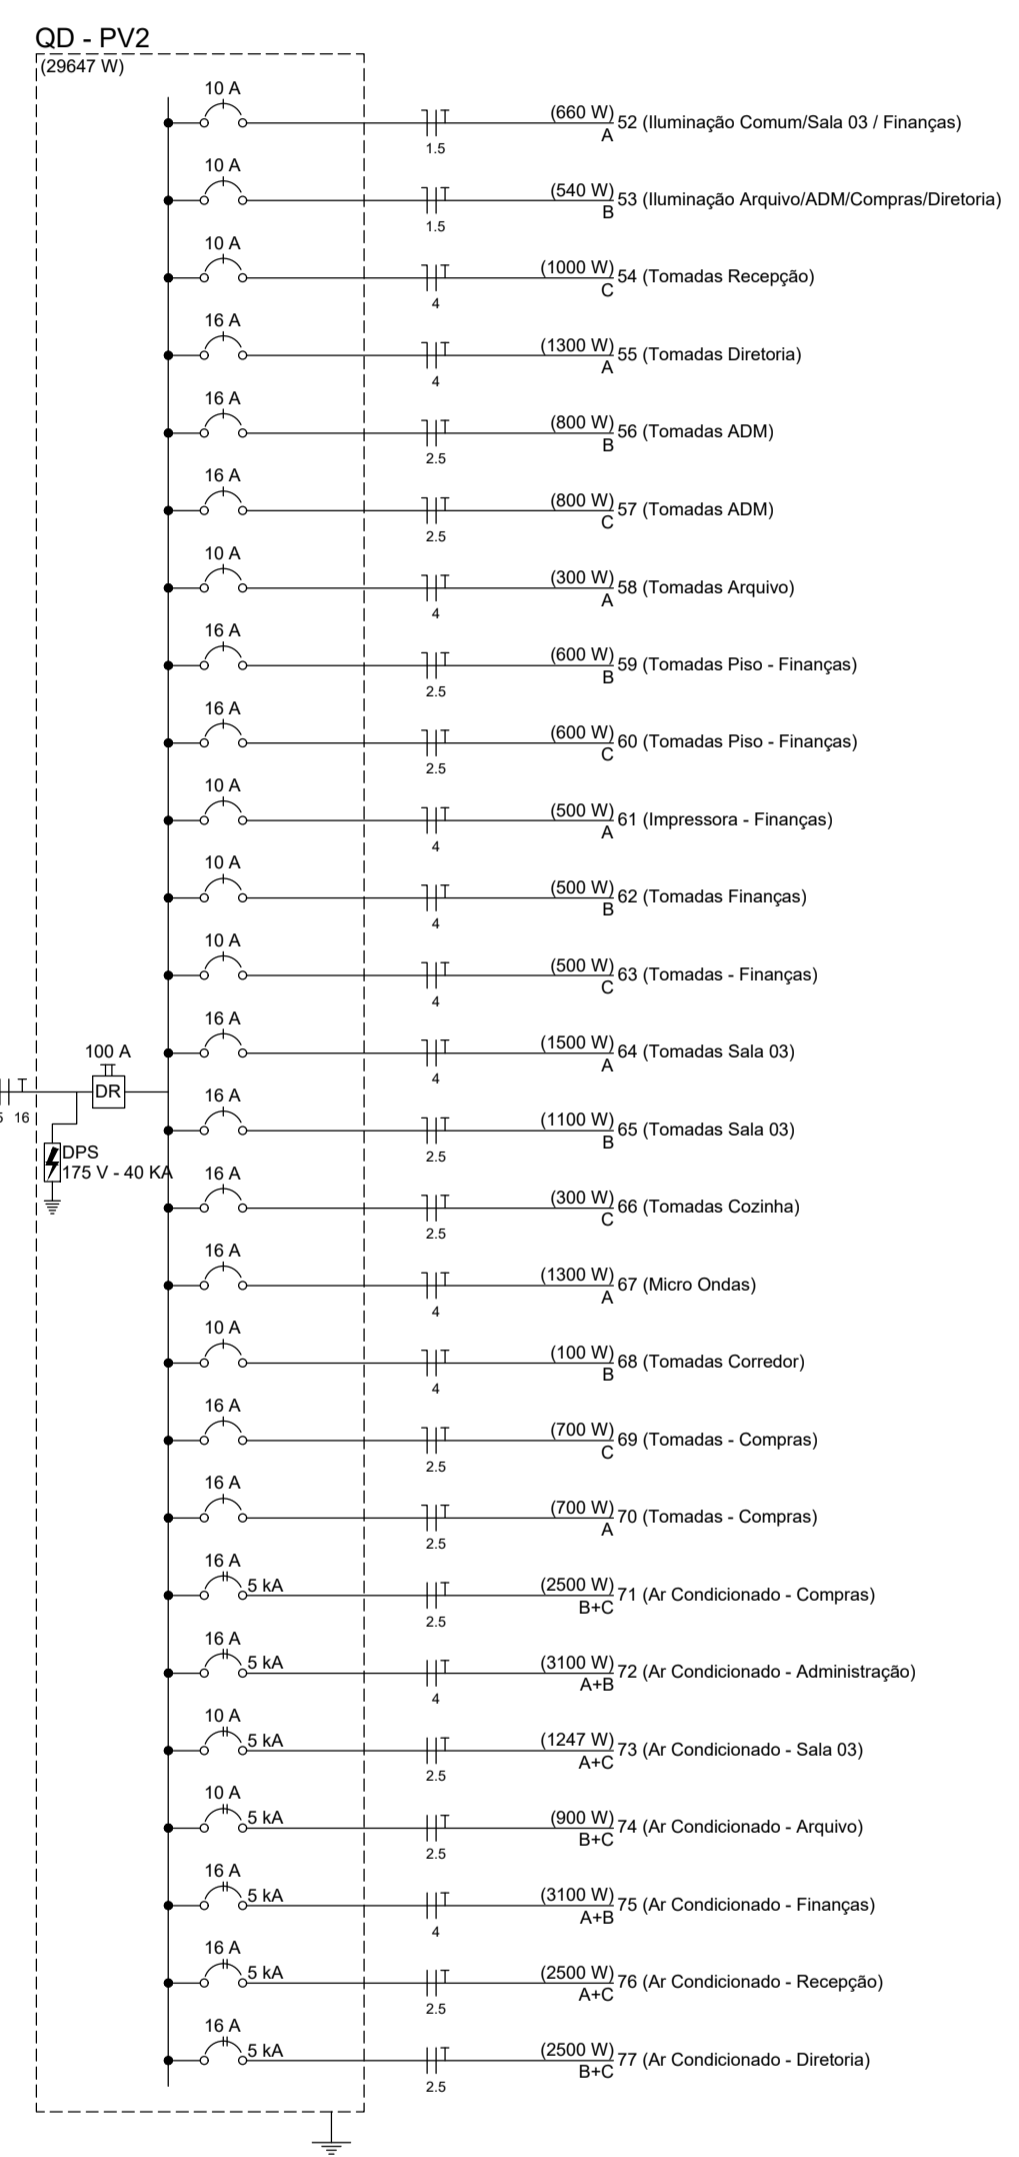 QD - PV2
(29647 W)
10 A
(660 W) 52 (Iluminação Comum/Sala 03 / Finanças)
A
1.5
10 A
(540 W) 53 (Iluminação Arquivo/ADM/Compras/Diretoria)
B
1.5
10 A
(1000 W) 54 (Tomadas Recepção)
C
4
16 A
(1300 W) 55 (Tomadas Diretoria)
A
4
16 A
(800 W) 56 (Tomadas ADM)
B
2.5
16 A
(800 W) 57 (Tomadas ADM)
C
2.5
10 A
(300 W) 58 (Tomadas Arquivo)
A
4
16 A
(600 W) 59 (Tomadas Piso - Finanças)
B
2.5
16 A
(600 W) 60 (Tomadas Piso - Finanças)
C
2.5
10 A
(500 W) 61 (Impressora - Finanças)
A
4
10 A
(500 W) 62 (Tomadas Finanças)
B
4
10 A
(500 W) 63 (Tomadas - Finanças)
C
4
16 A
(1500 W) 64 (Tomadas Sala 03)
A
4
100 A
DR
T
16
DPS
175 V - 40 KA
16 A
(1100 W) 65 (Tomadas Sala 03)
B
2.5
16 A
(300 W) 66 (Tomadas Cozinha)
C
2.5
16 A
(1300 W) 67 (Micro Ondas)
A
4
10 A
(100 W) 68 (Tomadas Corredor)
B
4
16 A
(700 W) 69 (Tomadas - Compras)
C
2.5
16 A
(700 W) 70 (Tomadas - Compras)
A
2.5
16 A
5 kA (2500 W) 71 (Ar Condicionado - Compras)
B+C
2.5
16 A
5 kA (3100 W) 72 (Ar Condicionado - Administração)
A+B
4
10 A
5 kA (1247 W) 73 (Ar Condicionado - Sala 03)
A+C
2.5
10 A
5 kA (900 W) 74 (Ar Condicionado - Arquivo)
B+C
2.5
16 A
5 kA (3100 W) 75 (Ar Condicionado - Finanças)
A+B
4
16 A
5 kA (2500 W) 76 (Ar Condicionado - Recepção)
A+C
2.5
16 A
5 kA (2500 W) 77 (Ar Condicionado - Diretoria)
B+C
2.5